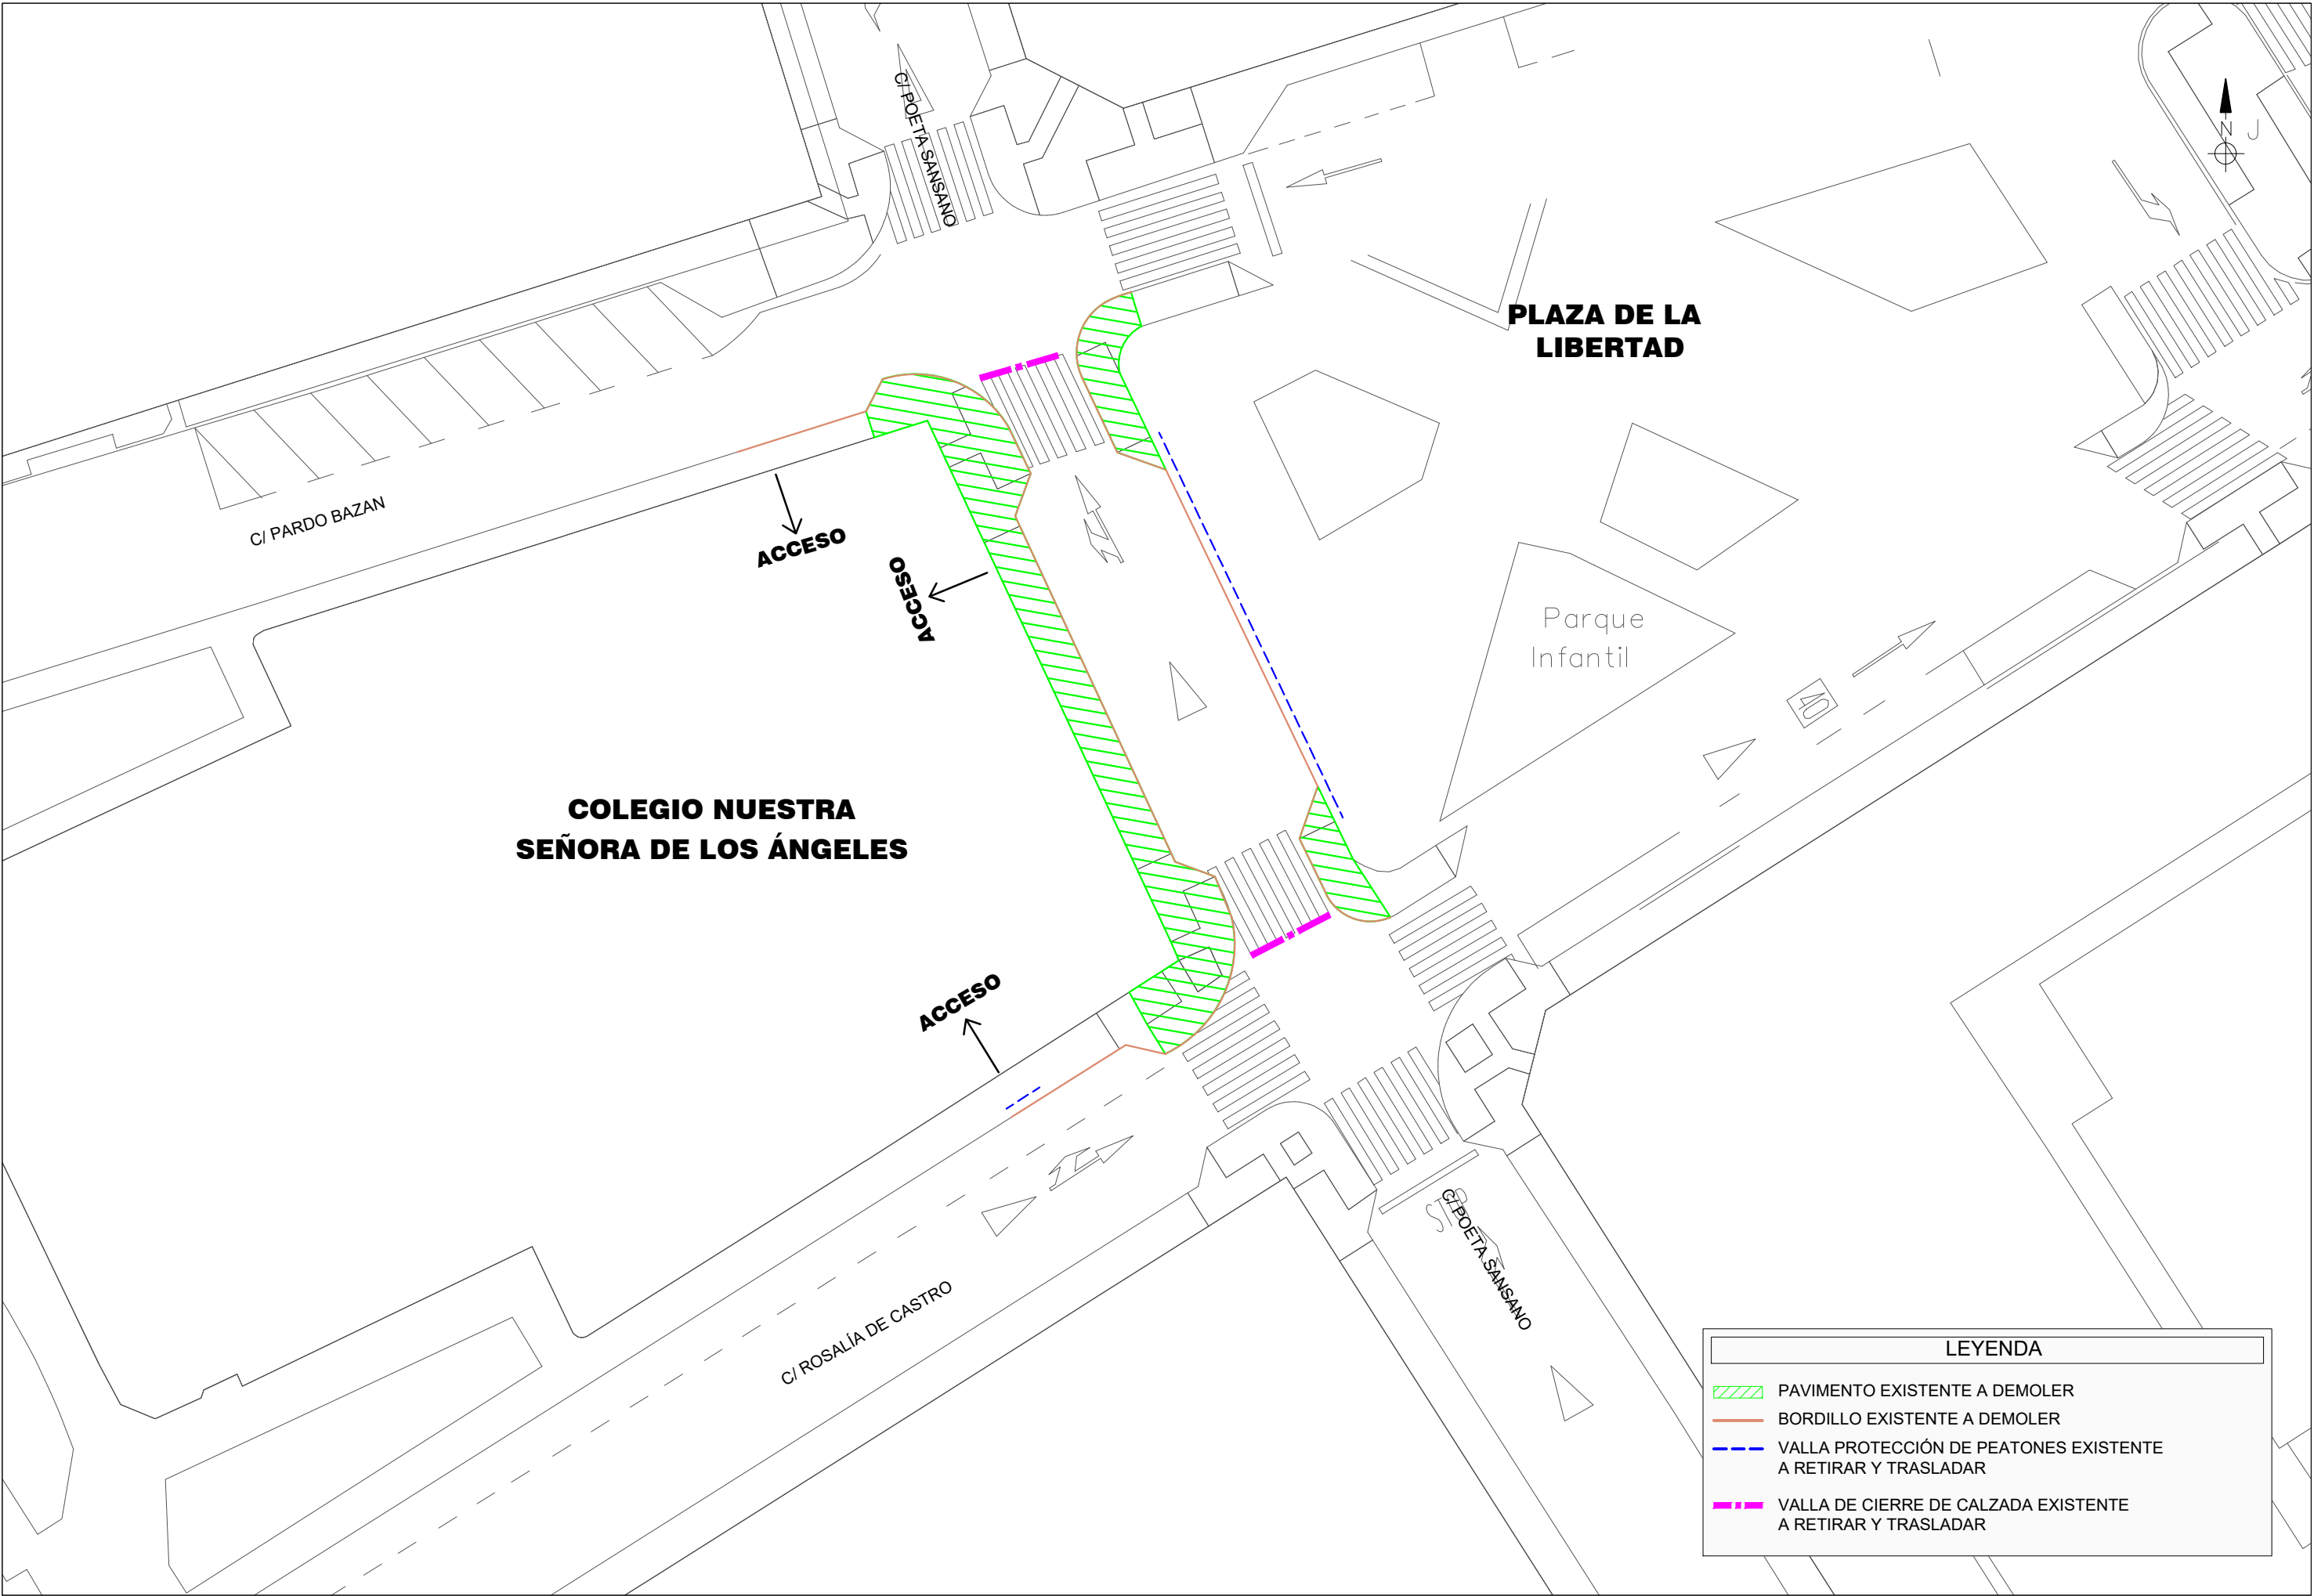 C/ POETA SANSANO
N
PLAZA DE LA
LIBERTAD
C/ PARDO BAZAN
ACCESO
ACCESO
Parque
Infantil
COLEGIO NUESTRA
SEÑORA DE LOS ÁNGELES
ACCESO
C/ POETA SANSANO
C/ ROSALÍA DE CASTRO
LEYENDA
PAVIMENTO EXISTENTE A DEMOLER
BORDILLO EXISTENTE A DEMOLER
VALLA PROTECCIÓN DE PEATONES EXISTENTE
A RETIRAR Y TRASLADAR
VALLA DE CIERRE DE CALZADA EXISTENTE
A RETIRAR Y TRASLADAR